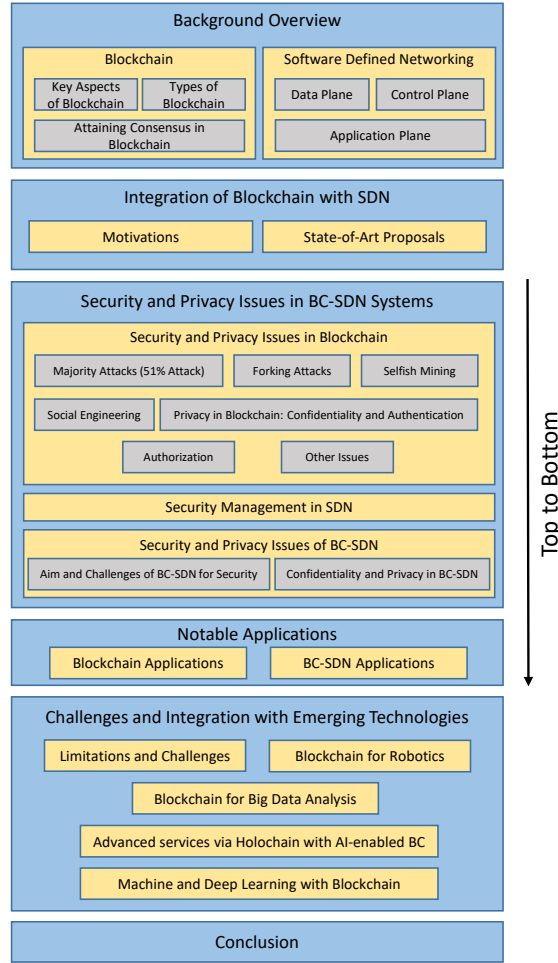 Background Overview
Blockchain
Software Defined Networking
Key Aspects
of Blockchain
Types of
Blockchain
Data Plane
Control Plane
Attaining Consensus in
Blockchain
Application Plane
Integration of Blockchain with SDN
Motivations
State-of-Art Proposals
Security and Privacy Issues in BC-SDN Systems
Security and Privacy Issues in Blockchain
Majority Attacks (51% Attack)
Forking Attacks
Selfish Mining
Social Engineering
Privacy in Blockchain: Confidentiality and Authentication
Authorization
Other Issues
Security Management in SDN
Security and Privacy Issues of BC-SDN
Aim and Challenges of BC-SDN for Security
Confidentiality and Privacy in BC-SDN
Notable Applications
Blockchain Applications
BC-SDN Applications
Challenges and Integration with Emerging Technologies
Limitations and Challenges
Blockchain for Robotics
Blockchain for Big Data Analysis
Advanced services via Holochain with AI-enabled BC
Machine and Deep Learning with Blockchain
Conclusion
Top to Bottom